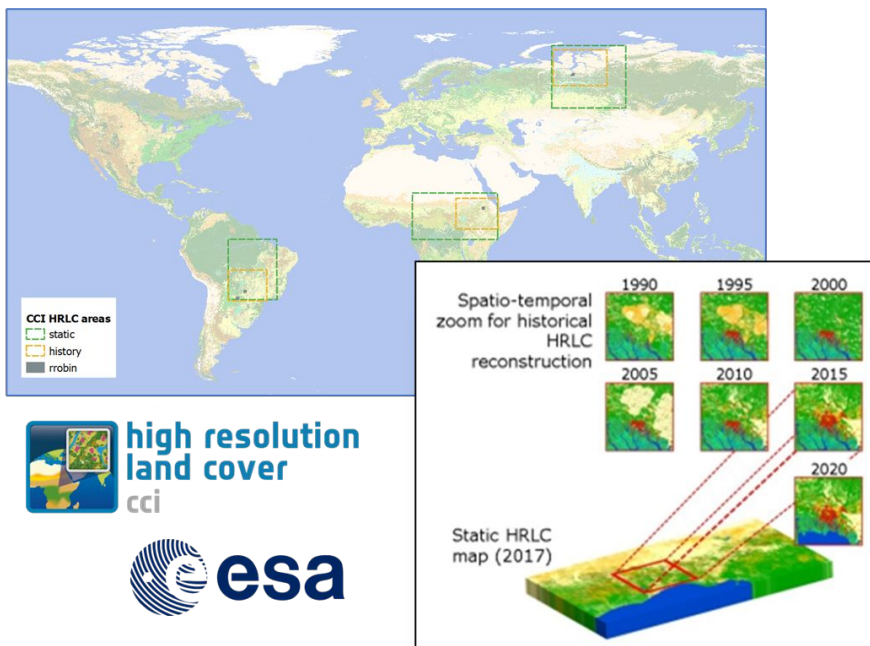 CCI HRLC areas
static
history
rrobin
Spatio-temporal
zoom for historical
HRLC
reconstruction
1990
1995
2000
2005
2010
2015
2020
Static HRLC
map (2017)
high resolution
land cover
cci
esa